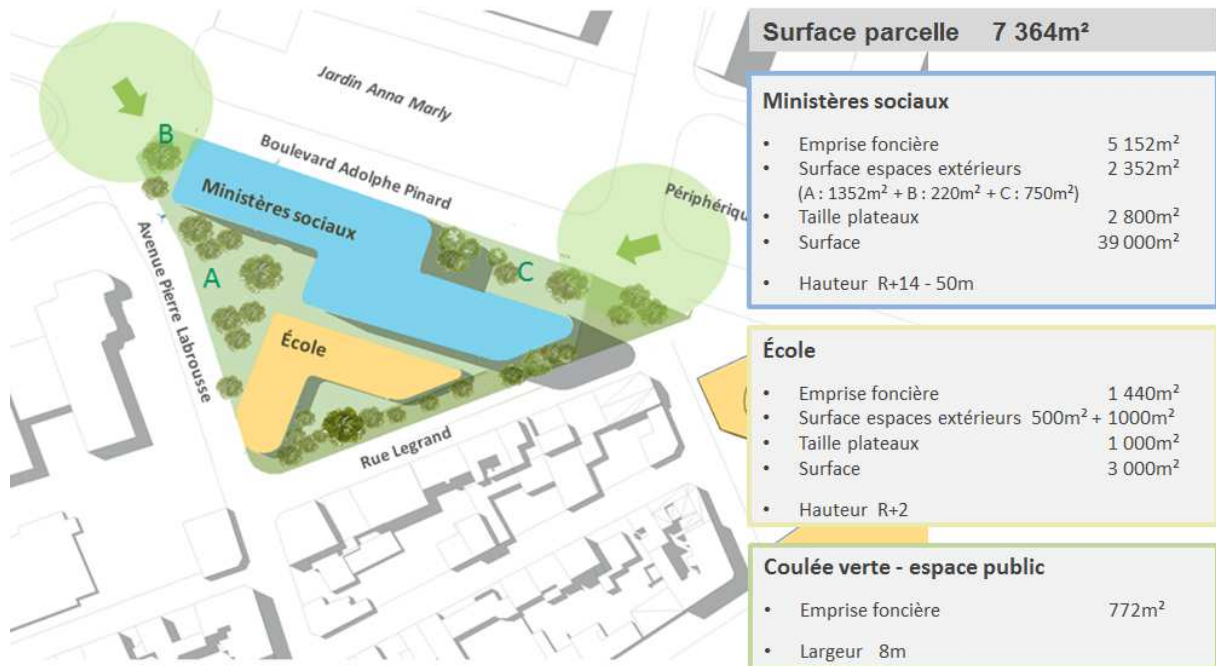 Surface parcelle 7 364m²
Jardin Anna Marly
B
Boulevard Adolphe Pinard
Ministères sociaux
Périphérique
A
C
Avenue Pierre Labrousse
École
Rue Legrand
Ministères sociaux
• Emprise foncière 5 152m²
• Surface espaces extérieurs 2 352m²
(A : 1352m² + B : 220m² + C : 750m²)
• Taille plateaux 2 800m²
• Surface 39 000m²
• Hauteur R+14 - 50m
École
• Emprise foncière 1 440m²
• Surface espaces extérieurs 500m² + 1000m²
• Taille plateaux 1 000m²
• Surface 3 000m²
• Hauteur R+2
Coulée verte - espace public
• Emprise foncière 772m²
• Largeur 8m